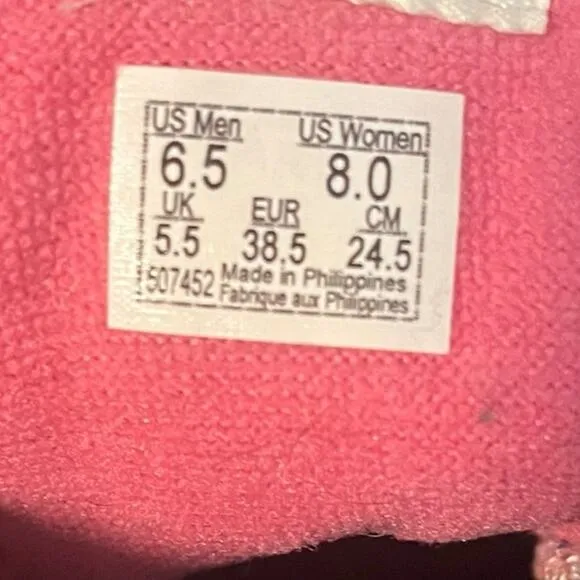 US Men US Women
6.5 8.0
UK EUR CM
5.5 38.5 24.5
507452 Made in Philippines
Fabrique aux Philippines